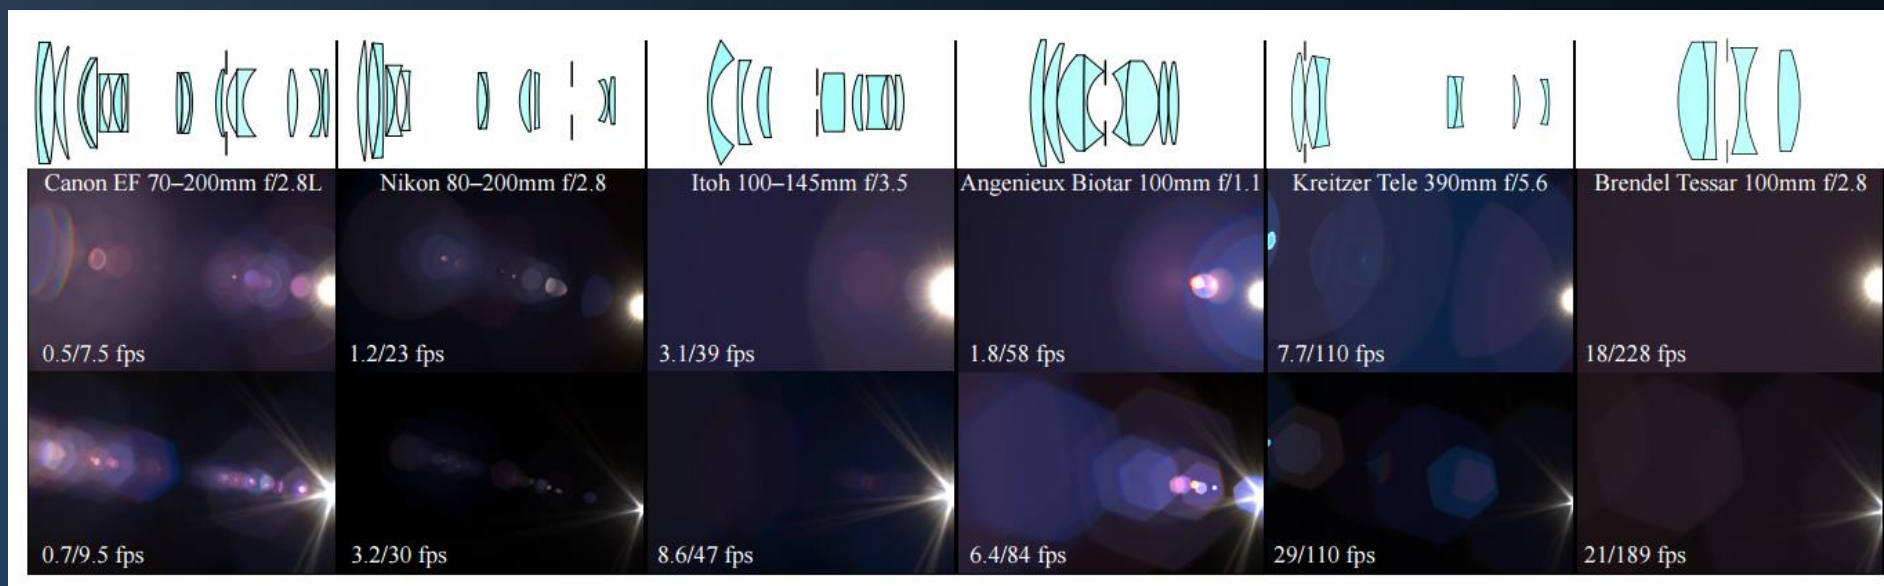 Canon EF 70–200mm f/2.8L
Nikon 80–200mm f/2.8
Itoh 100–145mm f/3.5
Angenieux Biotar 100mm f/1.1
Kreitzer Tele 390mm f/5.6
Brendel Tessar 100mm f/2.8
0.5/7.5 fps
1.2/23 fps
3.1/39 fps
1.8/58 fps
7.7/110 fps
18/228 fps
0.7/9.5 fps
3.2/30 fps
8.6/47 fps
6.4/84 fps
29/110 fps
21/189 fps